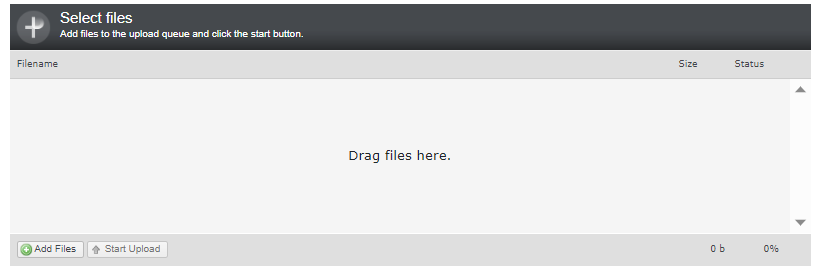 Select files
Add files to the upload queue and click the start button.
Filename Size Status
Drag files here.
Add Files Start Upload 0 b 0%